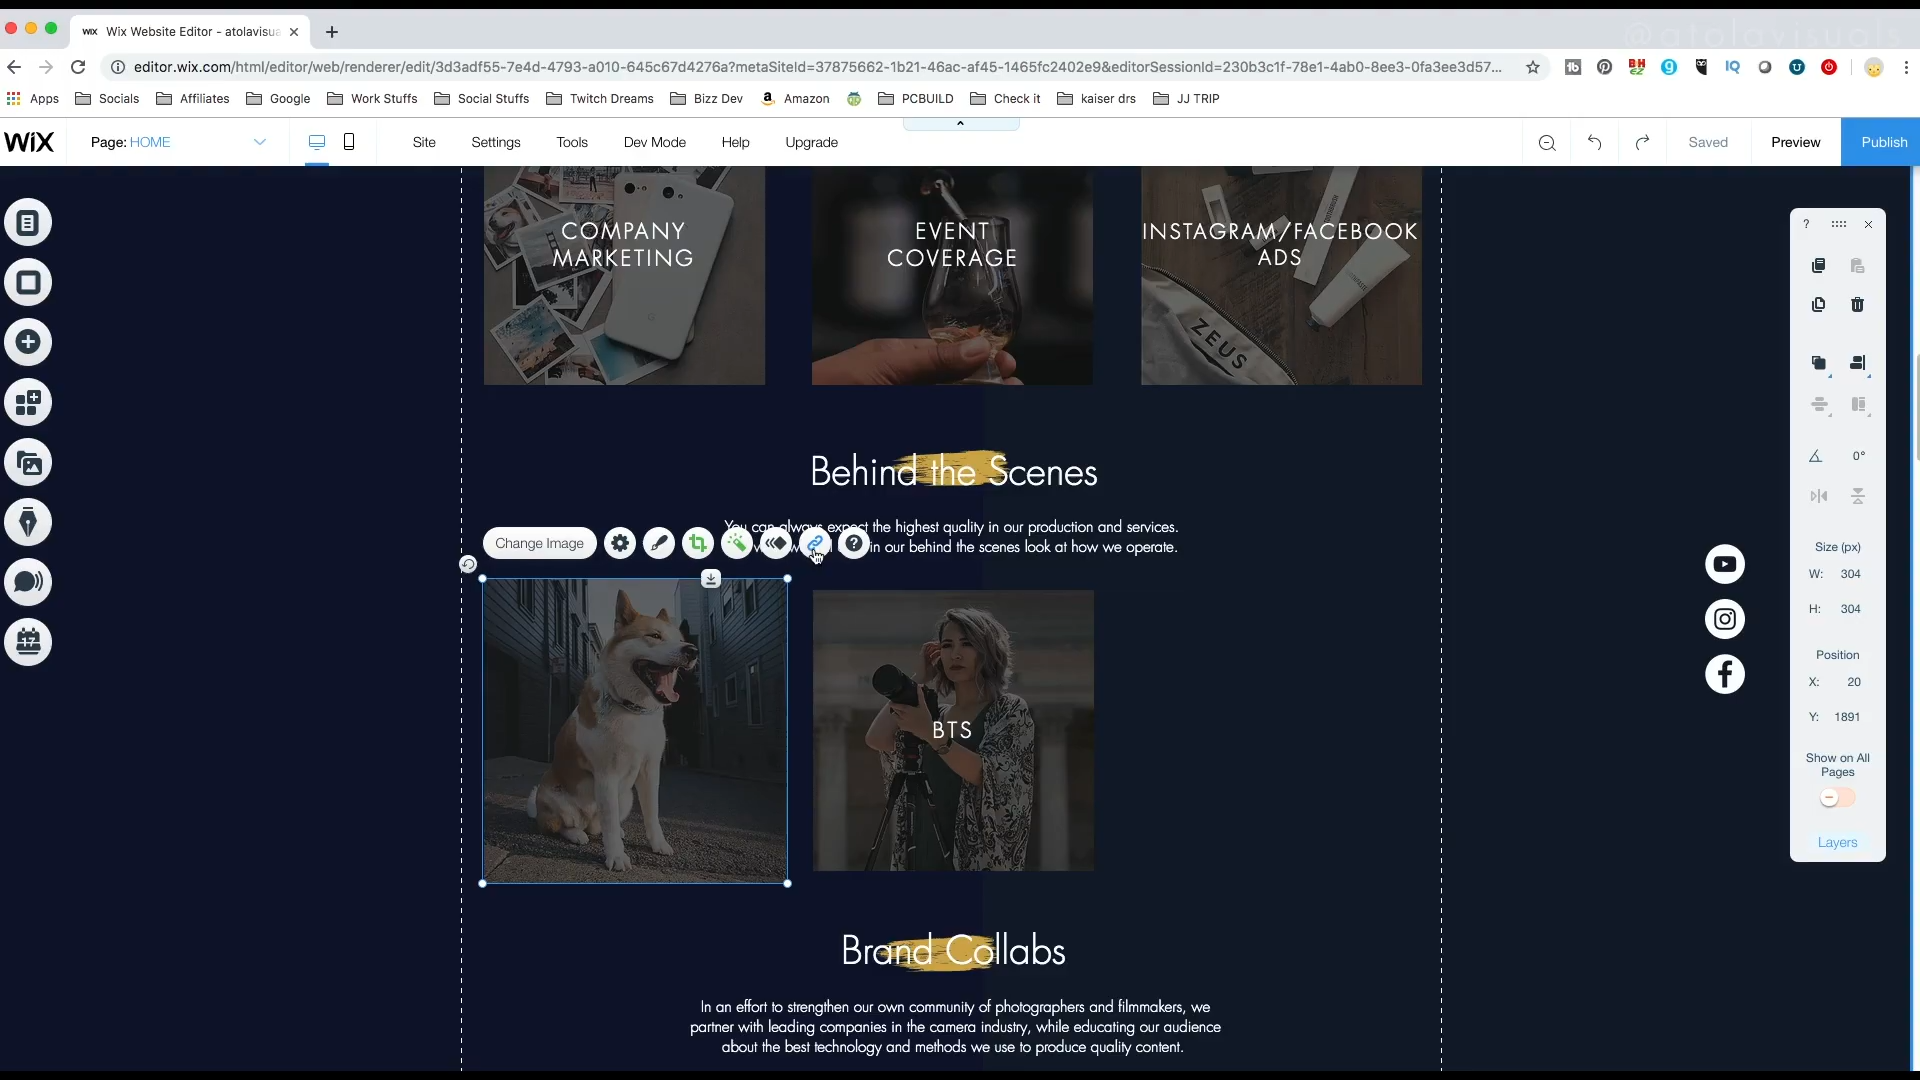 @atolavisuals
WIX Wix Website Editor - atolavisua
editor.wix.com/html/editor/web/renderer/edit/3d3adf55-7e4d-4793-a010-645c67d4276a?metaSiteId=37875662-1b21-46ac-af45-1465fc2402e9&editorSessionId=230b3c1f-78e1-4ab0-8ee3-0fa3ee3d57...
Apps Socials Affiliates Google Work Stuffs Social Stuffs Twitch Dreams Bizz Dev Amazon PCBUILD Check it kaiser drs JJ TRIP
WiX Page: HOME Site Settings Tools Dev Mode Help Upgrade Saved Preview Publish
COMPANY
MARKETING
EVENT
COVERAGE
INSTAGRAM/FACEBOOK
ADS
ZEUS
Behind the Scenes
You can always expect the highest quality in our production and services.
in our behind the scenes look at how we operate.
Change Image
BTS
Brand Collabs
In an effort to strengthen our own community of photographers and filmmakers, we
partner with leading companies in the camera industry, while educating our audience
about the best technology and methods we use to produce quality content.
17
?
0°
Size (px)
W: 304
H: 304
Position
X: 20
Y: 1891
Show on All
Pages
Layers